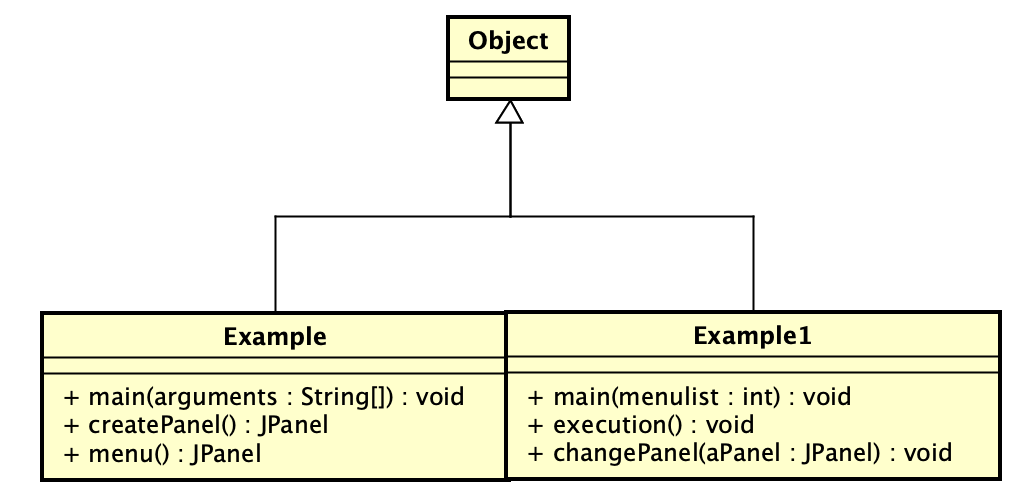 Object
Example
+ main(arguments : String[]) : void
+ createPanel() : JPanel
+ menu() : JPanel
Example1
+ main(menulist : int) : void
+ execution() : void
+ changePanel(aPanel : JPanel) : void